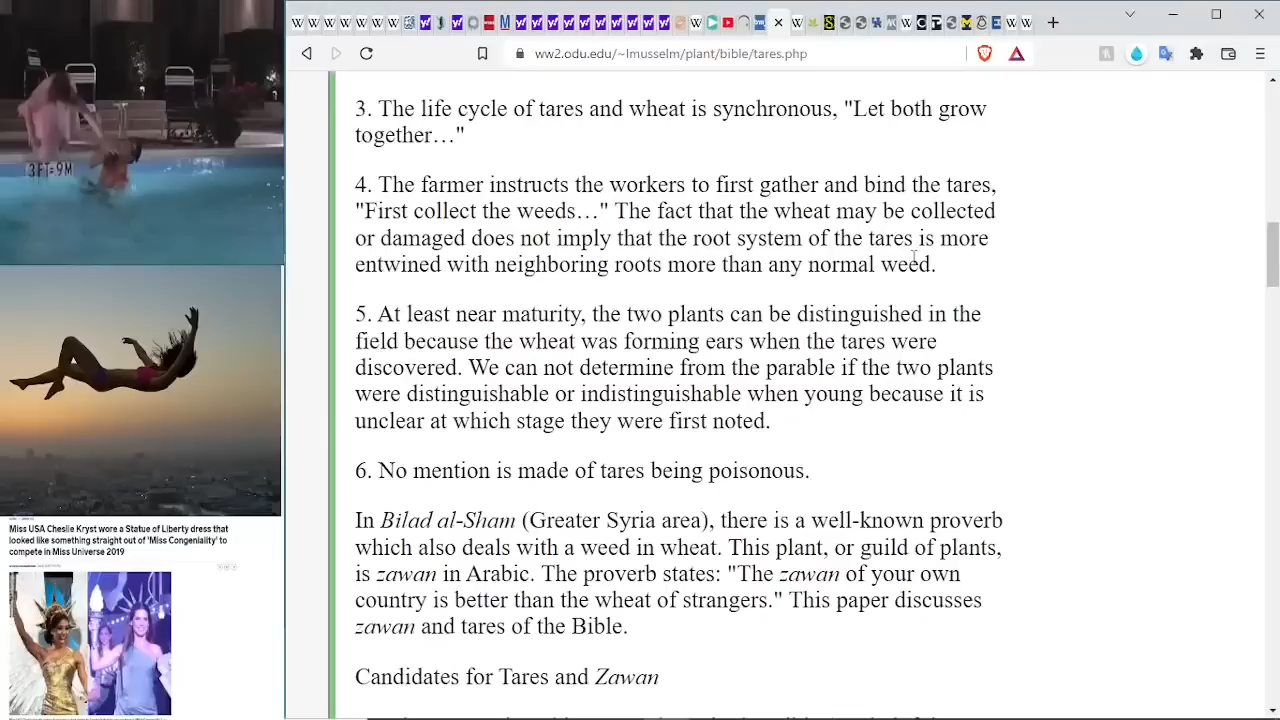 ww2.odu.edu/~lmusselm/plant/bible/tares.php
3. The life cycle of tares and wheat is synchronous, "Let both grow
together…"
4. The farmer instructs the workers to first gather and bind the tares,
"First collect the weeds…" The fact that the wheat may be collected
or damaged does not imply that the root system of the tares is more
entwined with neighboring roots more than any normal weed.
5. At least near maturity, the two plants can be distinguished in the
field because the wheat was forming ears when the tares were
discovered. We can not determine from the parable if the two plants
were distinguishable or indistinguishable when young because it is
unclear at which stage they were first noted.
6. No mention is made of tares being poisonous.
In Bilad al-Sham (Greater Syria area), there is a well-known proverb
which also deals with a weed in wheat. This plant, or guild of plants,
is zawan in Arabic. The proverb states: "The zawan of your own
country is better than the wheat of strangers." This paper discusses
zawan and tares of the Bible.
Candidates for Tares and Zawan
3FT=9M
Miss USA Cheslie Kryst wore a Statue of Liberty dress that
looked like something straight out of 'Miss Congeniality' to
compete in Miss Universe 2019